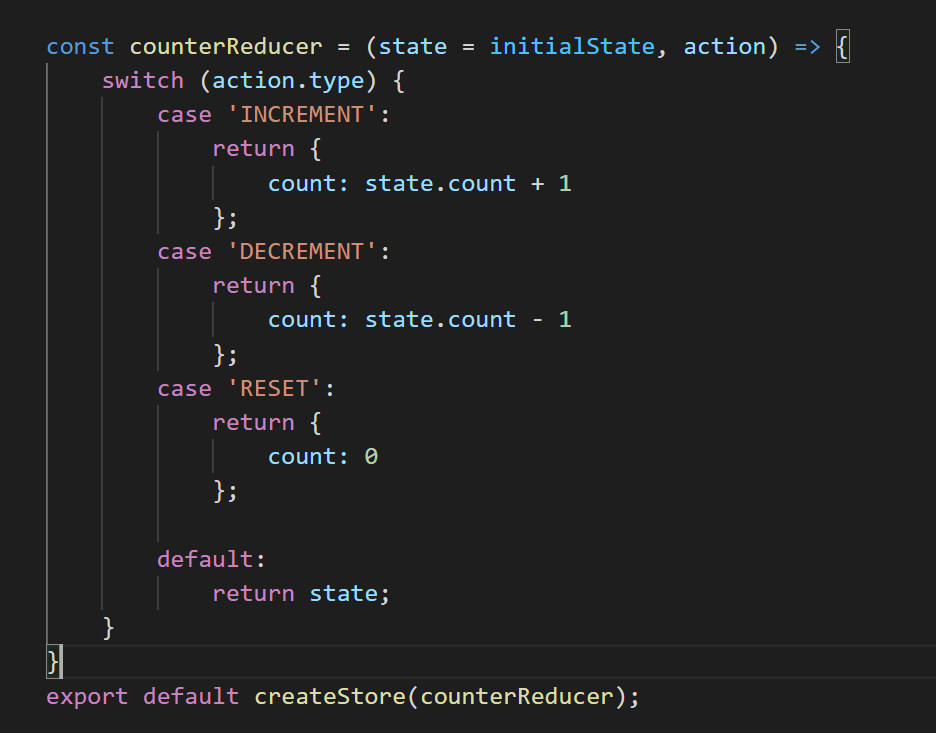 const counterReducer = (state = initialState, action) => {
    switch (action.type) {
        case 'INCREMENT':
            return {
                count: state.count + 1
            };
        case 'DECREMENT':
            return {
                count: state.count - 1
            };
        case 'RESET':
            return {
                count: 0
            };

        default:
            return state;
    }
}
export default createStore(counterReducer);